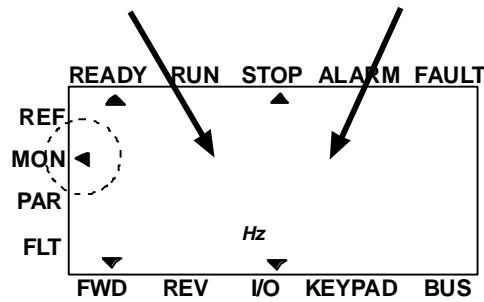 READY RUN STOP ALARM FAULT
REF
MON
PAR
FLT
Hz
FWD REV I/O KEYPAD BUS